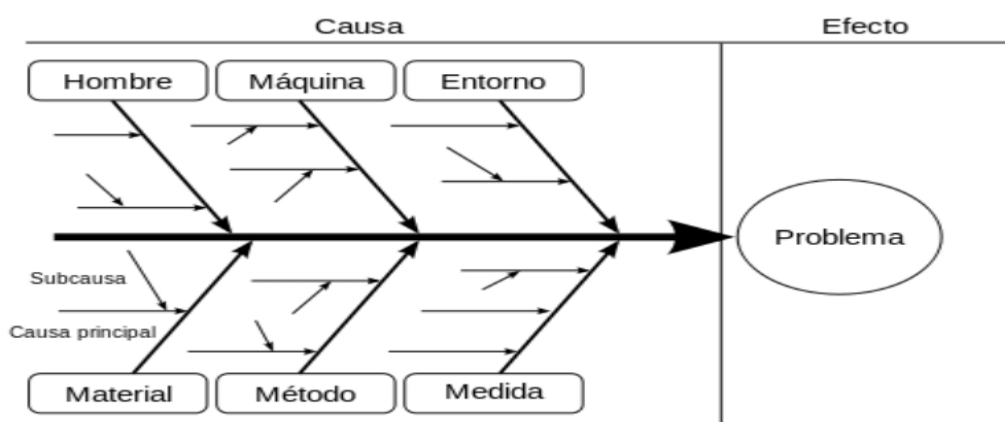 Causa
Efecto
Hombre
Máquina
Entorno
Problema
Subcausa
Causa principal
Material
Método
Medida